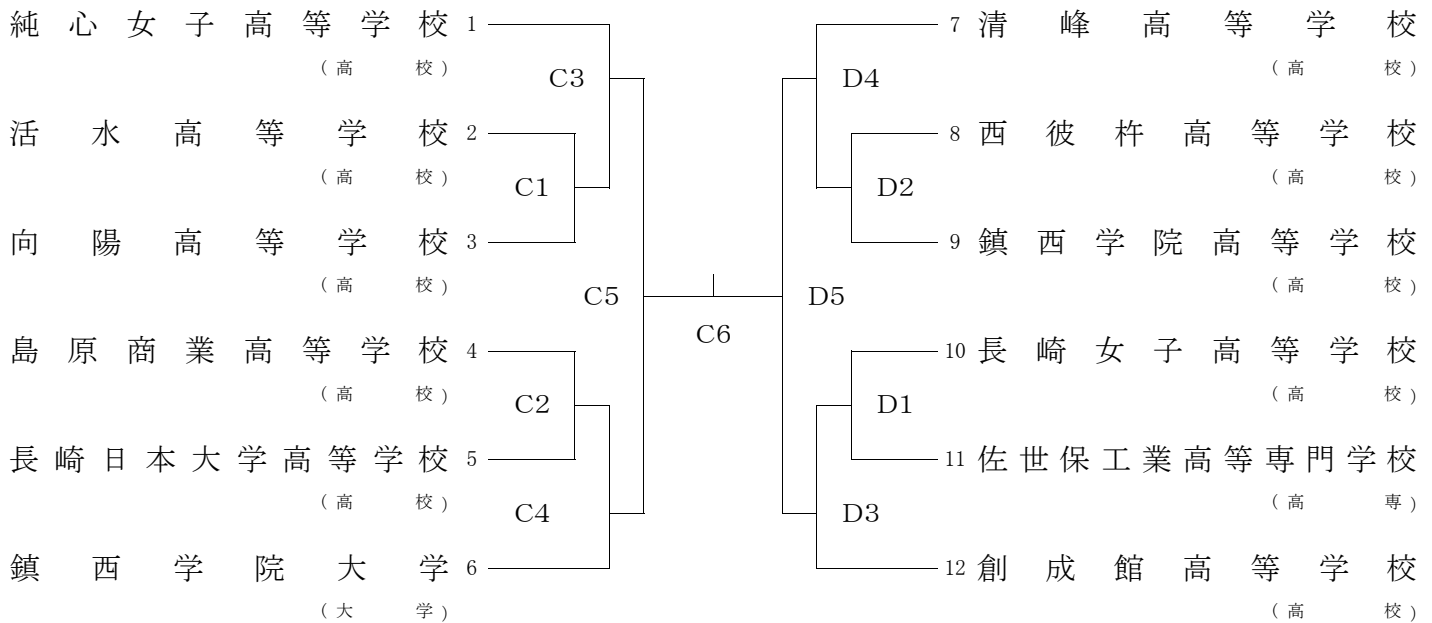 純心女子高等学校 1
(高校)
C3
活水高等学校 2
(高校)
C1
向陽高等学校 3
(高校)
C5
島原商業高等学校 4
(高校)
C2
長崎日本大学高等学校 5
(高校)
C4
鎮西学院大学 6
(大学)
C6
7 清峰高等学校
(高校)
D4
8 西彼杵高等学校
(高校)
D2
9 鎮西学院高等学校
(高校)
D5
10 長崎女子高等学校
(高校)
D1
11 佐世保工業高等専門学校
(高専)
D3
12 創成館高等学校
(高校)